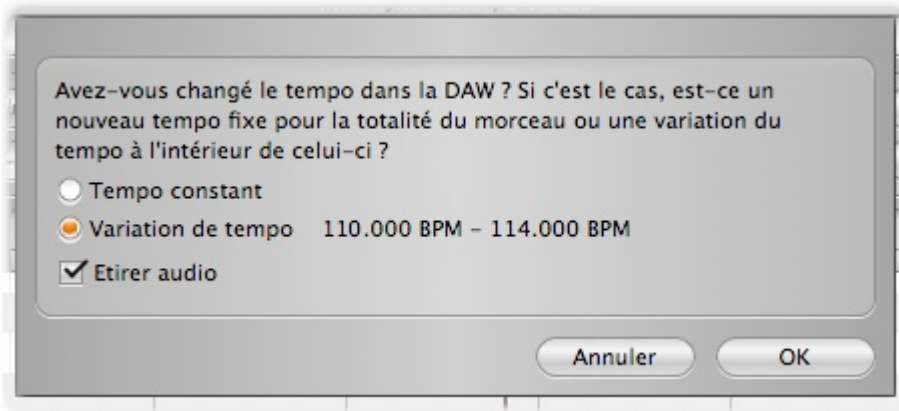 Avez-vous changé le tempo dans la DAW ? Si c'est le cas, est-ce un
nouveau tempo fixe pour la totalité du morceau ou une variation du
tempo à l'intérieur de celui-ci ?
Tempo constant
Variation de tempo 110.000 BPM - 114.000 BPM
Etirer audio
Annuler OK